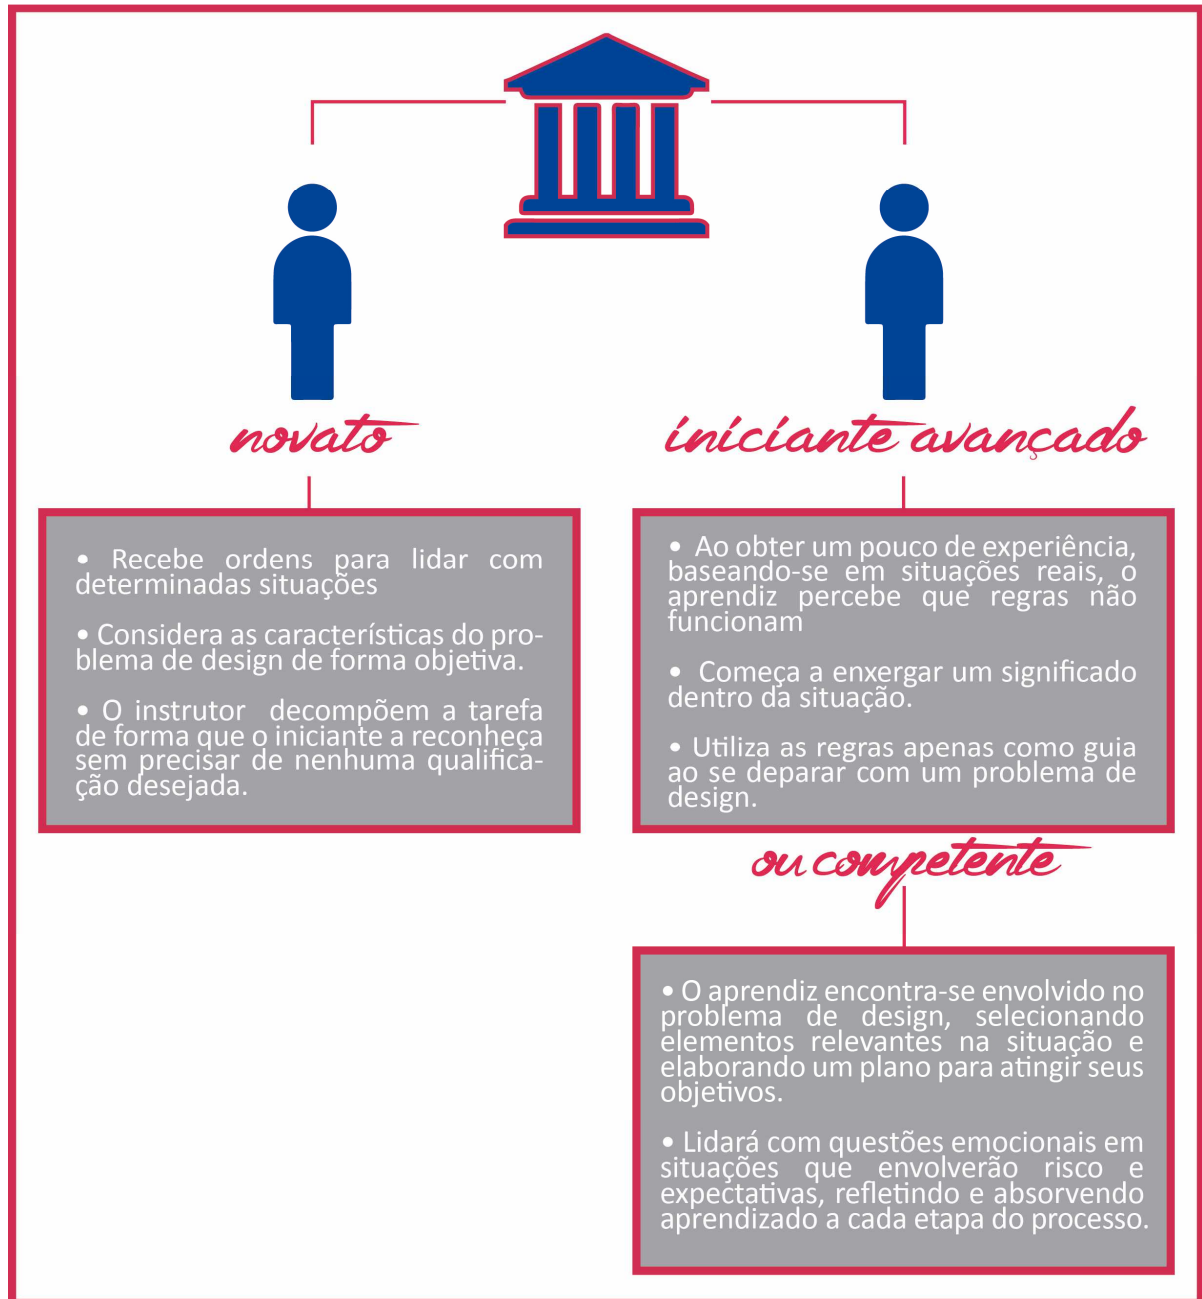 novato
• Recebe ordens para lidar com
determinadas situações
• Considera as características do pro-
blema de design de forma objetiva.
• O instrutor decompõem a tarefa
de forma que o iniciante a reconheça
sem precisar de nenhuma qualifica-
ção desejada.
iniciante avançado
• Ao obter um pouco de experiência,
baseando-se em situações reais, o
aprendiz percebe que regras não
funcionam
• Começa a enxergar um significado
dentro da situação.
• Utiliza as regras apenas como guia
ao se deparar com um problema de
design.
ou competente
• O aprendiz encontra-se envolvido no
problema de design, selecionando
elementos relevantes na situação e
elaborando um plano para atingir seus
objetivos.
• Lidará com questões emocionais em
situações que envolverão risco e
expectativas, refletindo e absorvendo
aprendizado a cada etapa do processo.